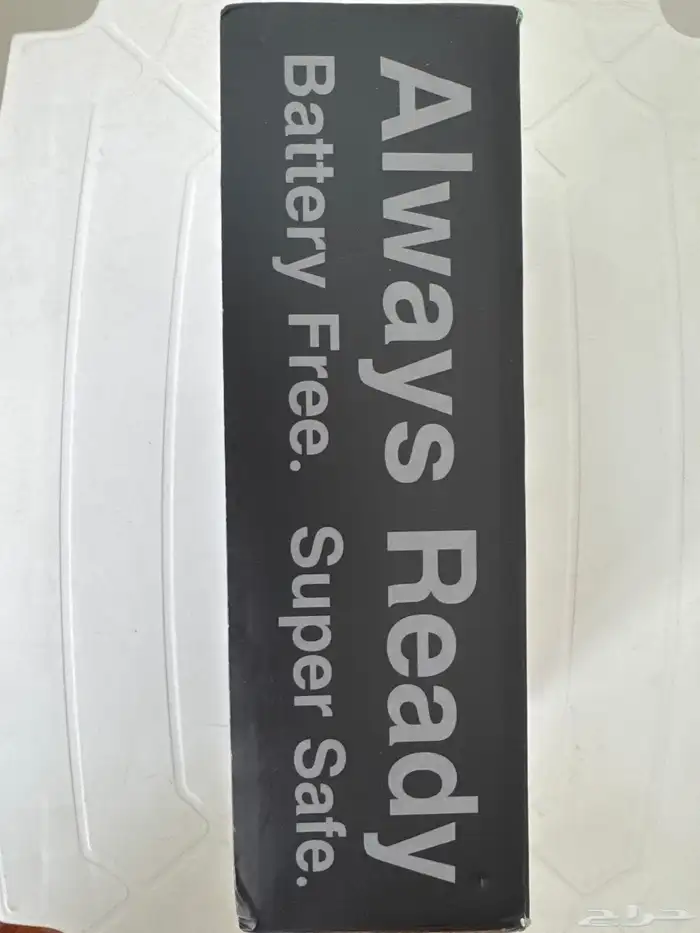 Always Ready
Battery Free. Super Safe.
حراج